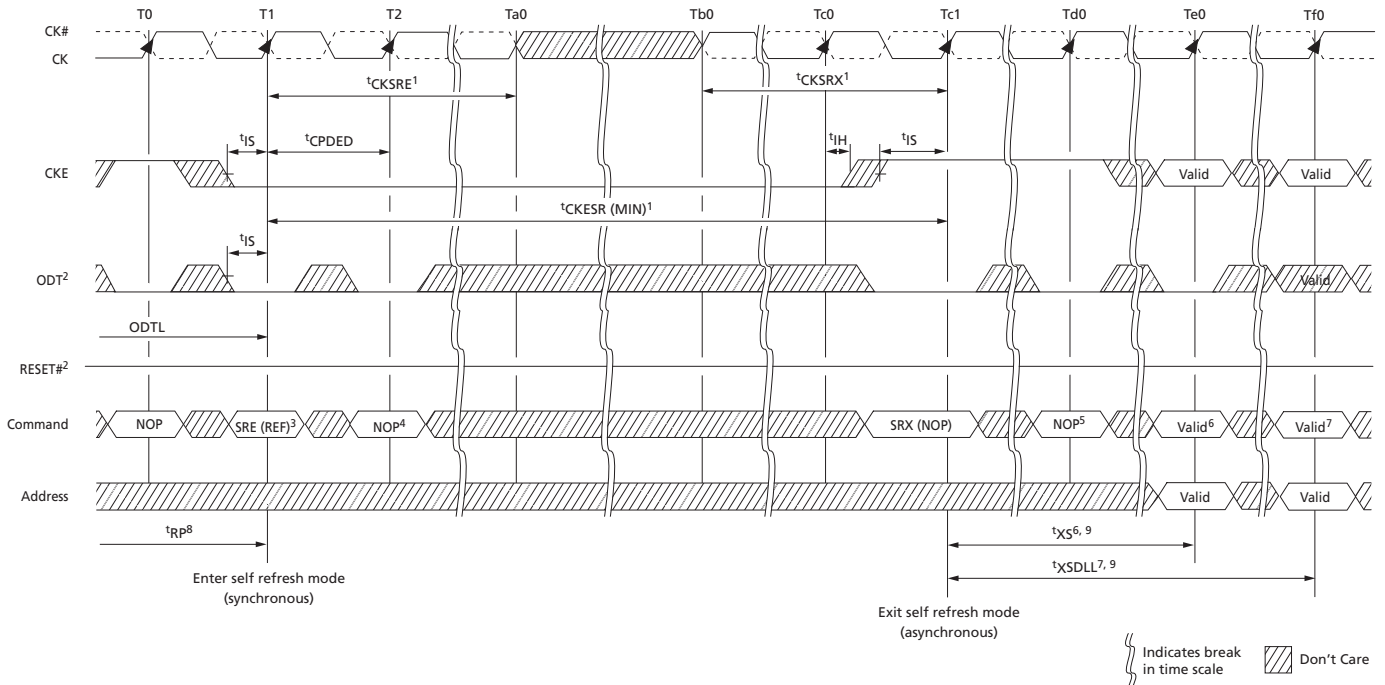 T0 T1 T2 Ta0 Tb0 Tc0 Tc1 Td0 Te0 Tf0
CK#
CK
tCKSRE1 tCKSRX1
tIS tCPDED tIH tIS
CKE Valid Valid
tCKESR (MIN)1
tIS
ODT2 Valid
ODTL
RESET#2
Command NOP SRE (REF)3 NOP4 SRX (NOP) NOP5 Valid6 Valid7
Address Valid Valid
tRP8 tXS6, 9
Enter self refresh mode
(synchronous)
tXSDLL7, 9
Exit self refresh mode
(asynchronous)
Indicates break
in time scale
Don't Care